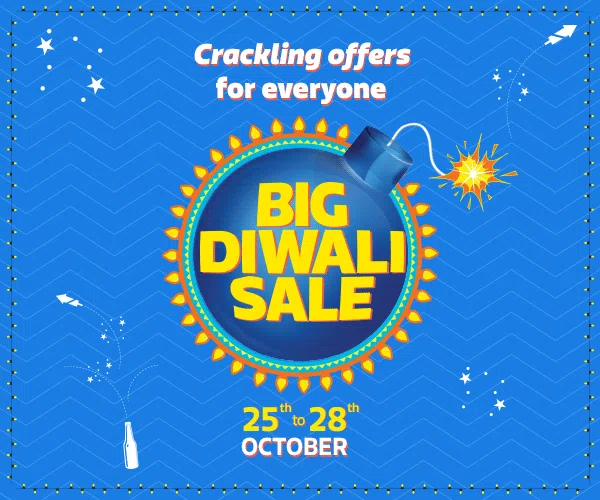 Crackling offers
for everyone
BIG
DIWALI
SALE
25th to 28th
OCTOBER